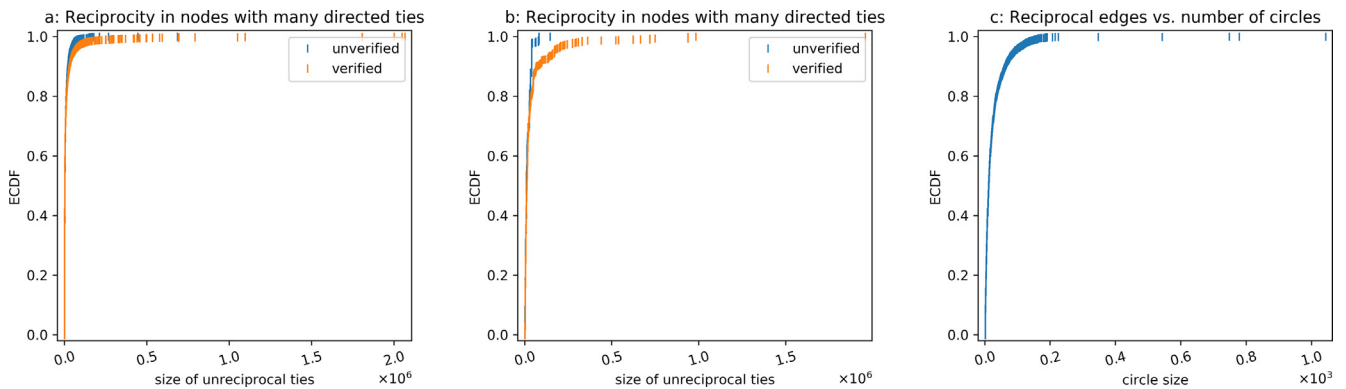 a: Reciprocity in nodes with many directed ties
1.0
0.8
0.6
0.4
0.2
0.0
ECDF
unverified
verified
0.0 0.5 1.0 1.5 2.0
size of unreciprocal ties
×10⁶
b: Reciprocity in nodes with many directed ties
1.0
0.8
0.6
0.4
0.2
0.0
ECDF
unverified
verified
0.0 0.5 1.0 1.5
size of unreciprocal ties
×10⁶
c: Reciprocal edges vs. number of circles
1.0
0.8
0.6
0.4
0.2
0.0
ECDF
0.0 0.2 0.4 0.6 0.8 1.0
circle size
×10³